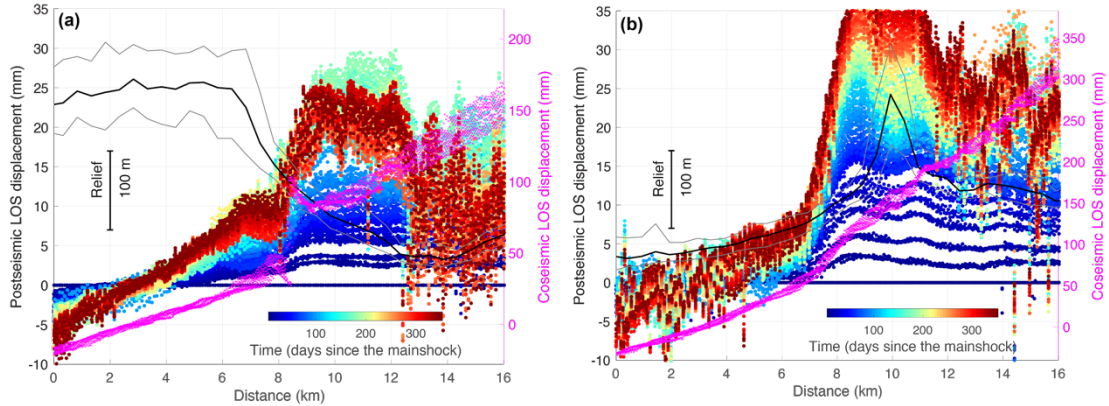 (a)
Postseismic LOS displacement (mm)
35
30
25
20
15
10
5
0
-5
-10
Relief
100 m
100 200 300
Time (days since the mainshock)
0 2 4 6 8 10 12 14 16
Distance (km)
200
150
100
50
0
Coseismic LOS displacement (mm)
(b)
Postseismic LOS displacement (mm)
35
30
25
20
15
10
5
0
-5
-10
Relief
100 m
100 200 300
Time (days since the mainshock)
0 2 4 6 8 10 12 14 16
Distance (km)
350
300
250
200
150
100
50
0
Coseismic LOS displacement (mm)